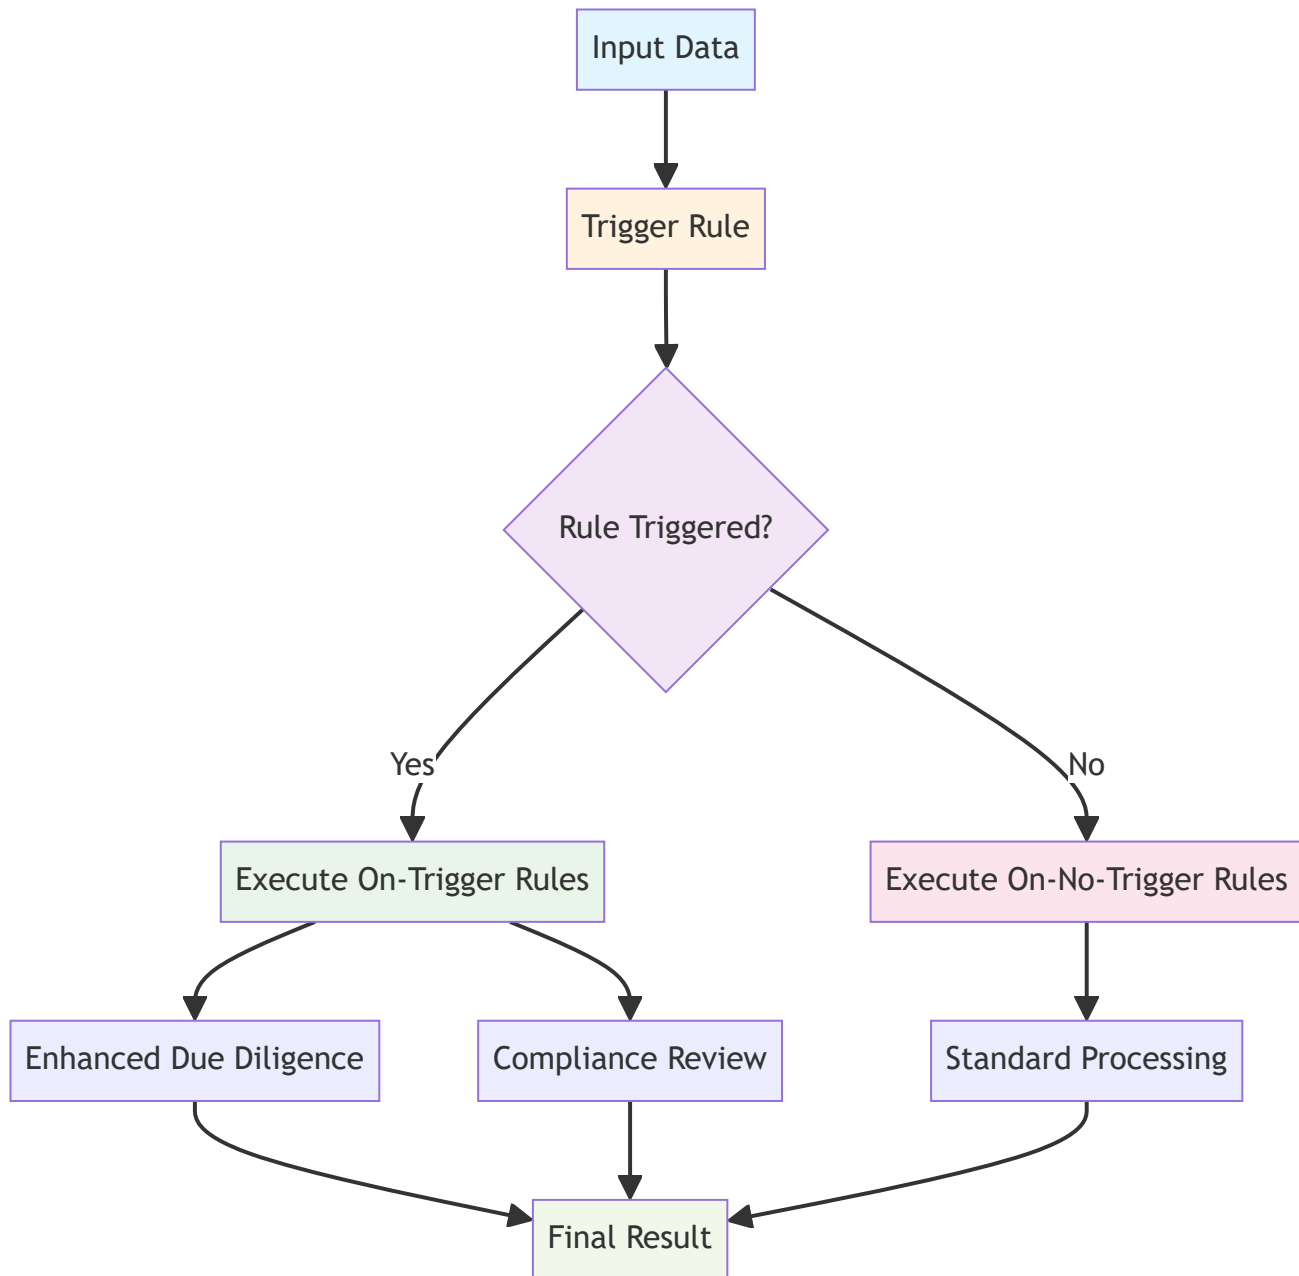 Input Data
Trigger Rule
Rule Triggered?
Yes
No
Execute On-Trigger Rules
Execute On-No-Trigger Rules
Enhanced Due Diligence
Compliance Review
Standard Processing
Final Result